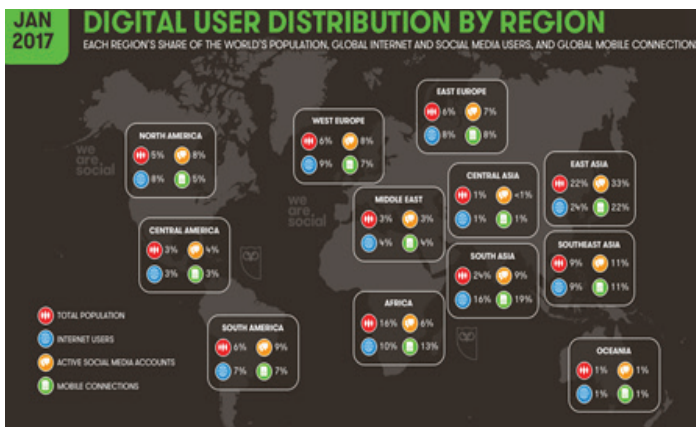 JAN
2017
DIGITAL USER DISTRIBUTION BY REGION
EACH REGION'S SHARE OF THE WORLD'S POPULATION, GLOBAL INTERNET AND SOCIAL MEDIA USERS, AND GLOBAL MOBILE CONNECTION
NORTH AMERICA
5% 8%
8% 5%
WEST EUROPE
6% 8%
9% 7%
EAST EUROPE
6% 7%
8% 8%
CENTRAL AMERICA
3% 4%
3% 3%
MIDDLE EAST
3% 3%
4% 4%
CENTRAL ASIA
1% <1%
1% 1%
EAST ASIA
22% 33%
24% 22%
SOUTH ASIA
24% 9%
16% 19%
SOUTHEAST ASIA
9% 11%
9% 11%
SOUTH AMERICA
6% 9%
7% 7%
AFRICA
16% 6%
10% 13%
OCEANIA
1% 1%
1% 1%
TOTAL POPULATION
INTERNET USERS
ACTIVE SOCIAL MEDIA ACCOUNTS
MOBILE CONNECTIONS
we
are
social
we
are
social